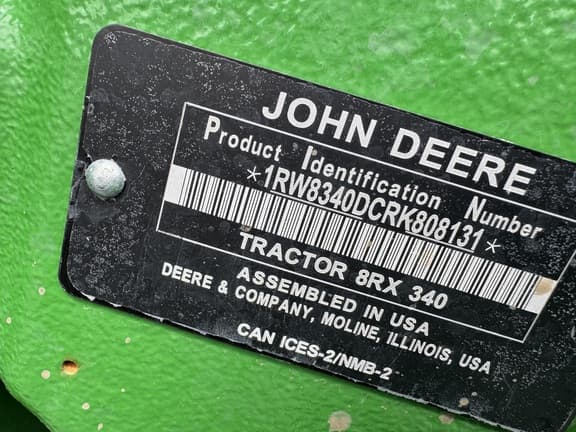 JOHN DEERE
Product Identification Number
*1RW8340DCRK808131*
TRACTOR 8RX 340
ASSEMBLED IN USA
DEERE & COMPANY, MOLINE, ILLINOIS, USA
CAN ICES-2/NMB-2